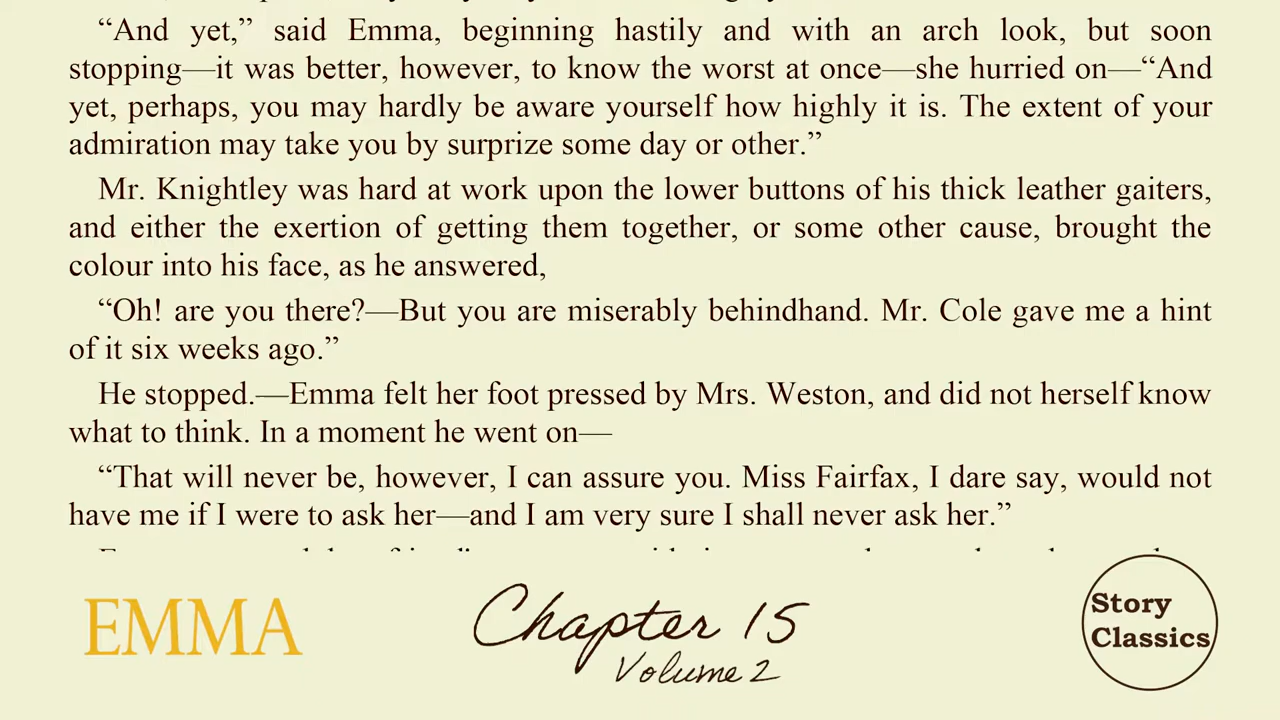 “And yet,” said Emma, beginning hastily and with an arch look, but soon
stopping—it was better, however, to know the worst at once—she hurried on—“And
yet, perhaps, you may hardly be aware yourself how highly it is. The extent of your
admiration may take you by surprize some day or other.”
Mr. Knightley was hard at work upon the lower buttons of his thick leather gaiters,
and either the exertion of getting them together, or some other cause, brought the
colour into his face, as he answered,
“Oh! are you there?—But you are miserably behindhand. Mr. Cole gave me a hint
of it six weeks ago.”
He stopped.—Emma felt her foot pressed by Mrs. Weston, and did not herself know
what to think. In a moment he went on—
“That will never be, however, I can assure you. Miss Fairfax, I dare say, would not
have me if I were to ask her—and I am very sure I shall never ask her.”
EMMA
Chapter 15
Volume 2
Story
Classics